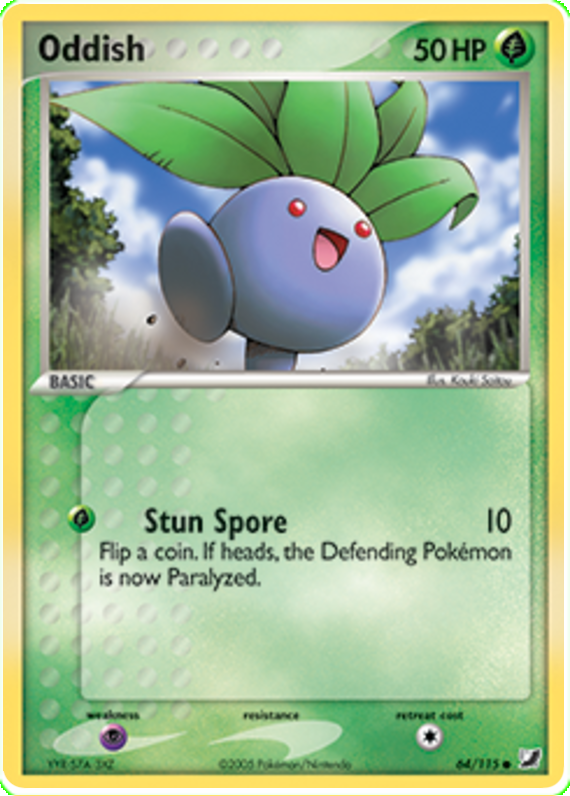 Oddish 50 HP
BASIC Illus. Kouki Saitou
Stun Spore 10
Flip a coin. If heads, the Defending Pokémon
is now Paralyzed.
weakness resistance retreat cost
©2005 Pokémon/Nintendo 64/115